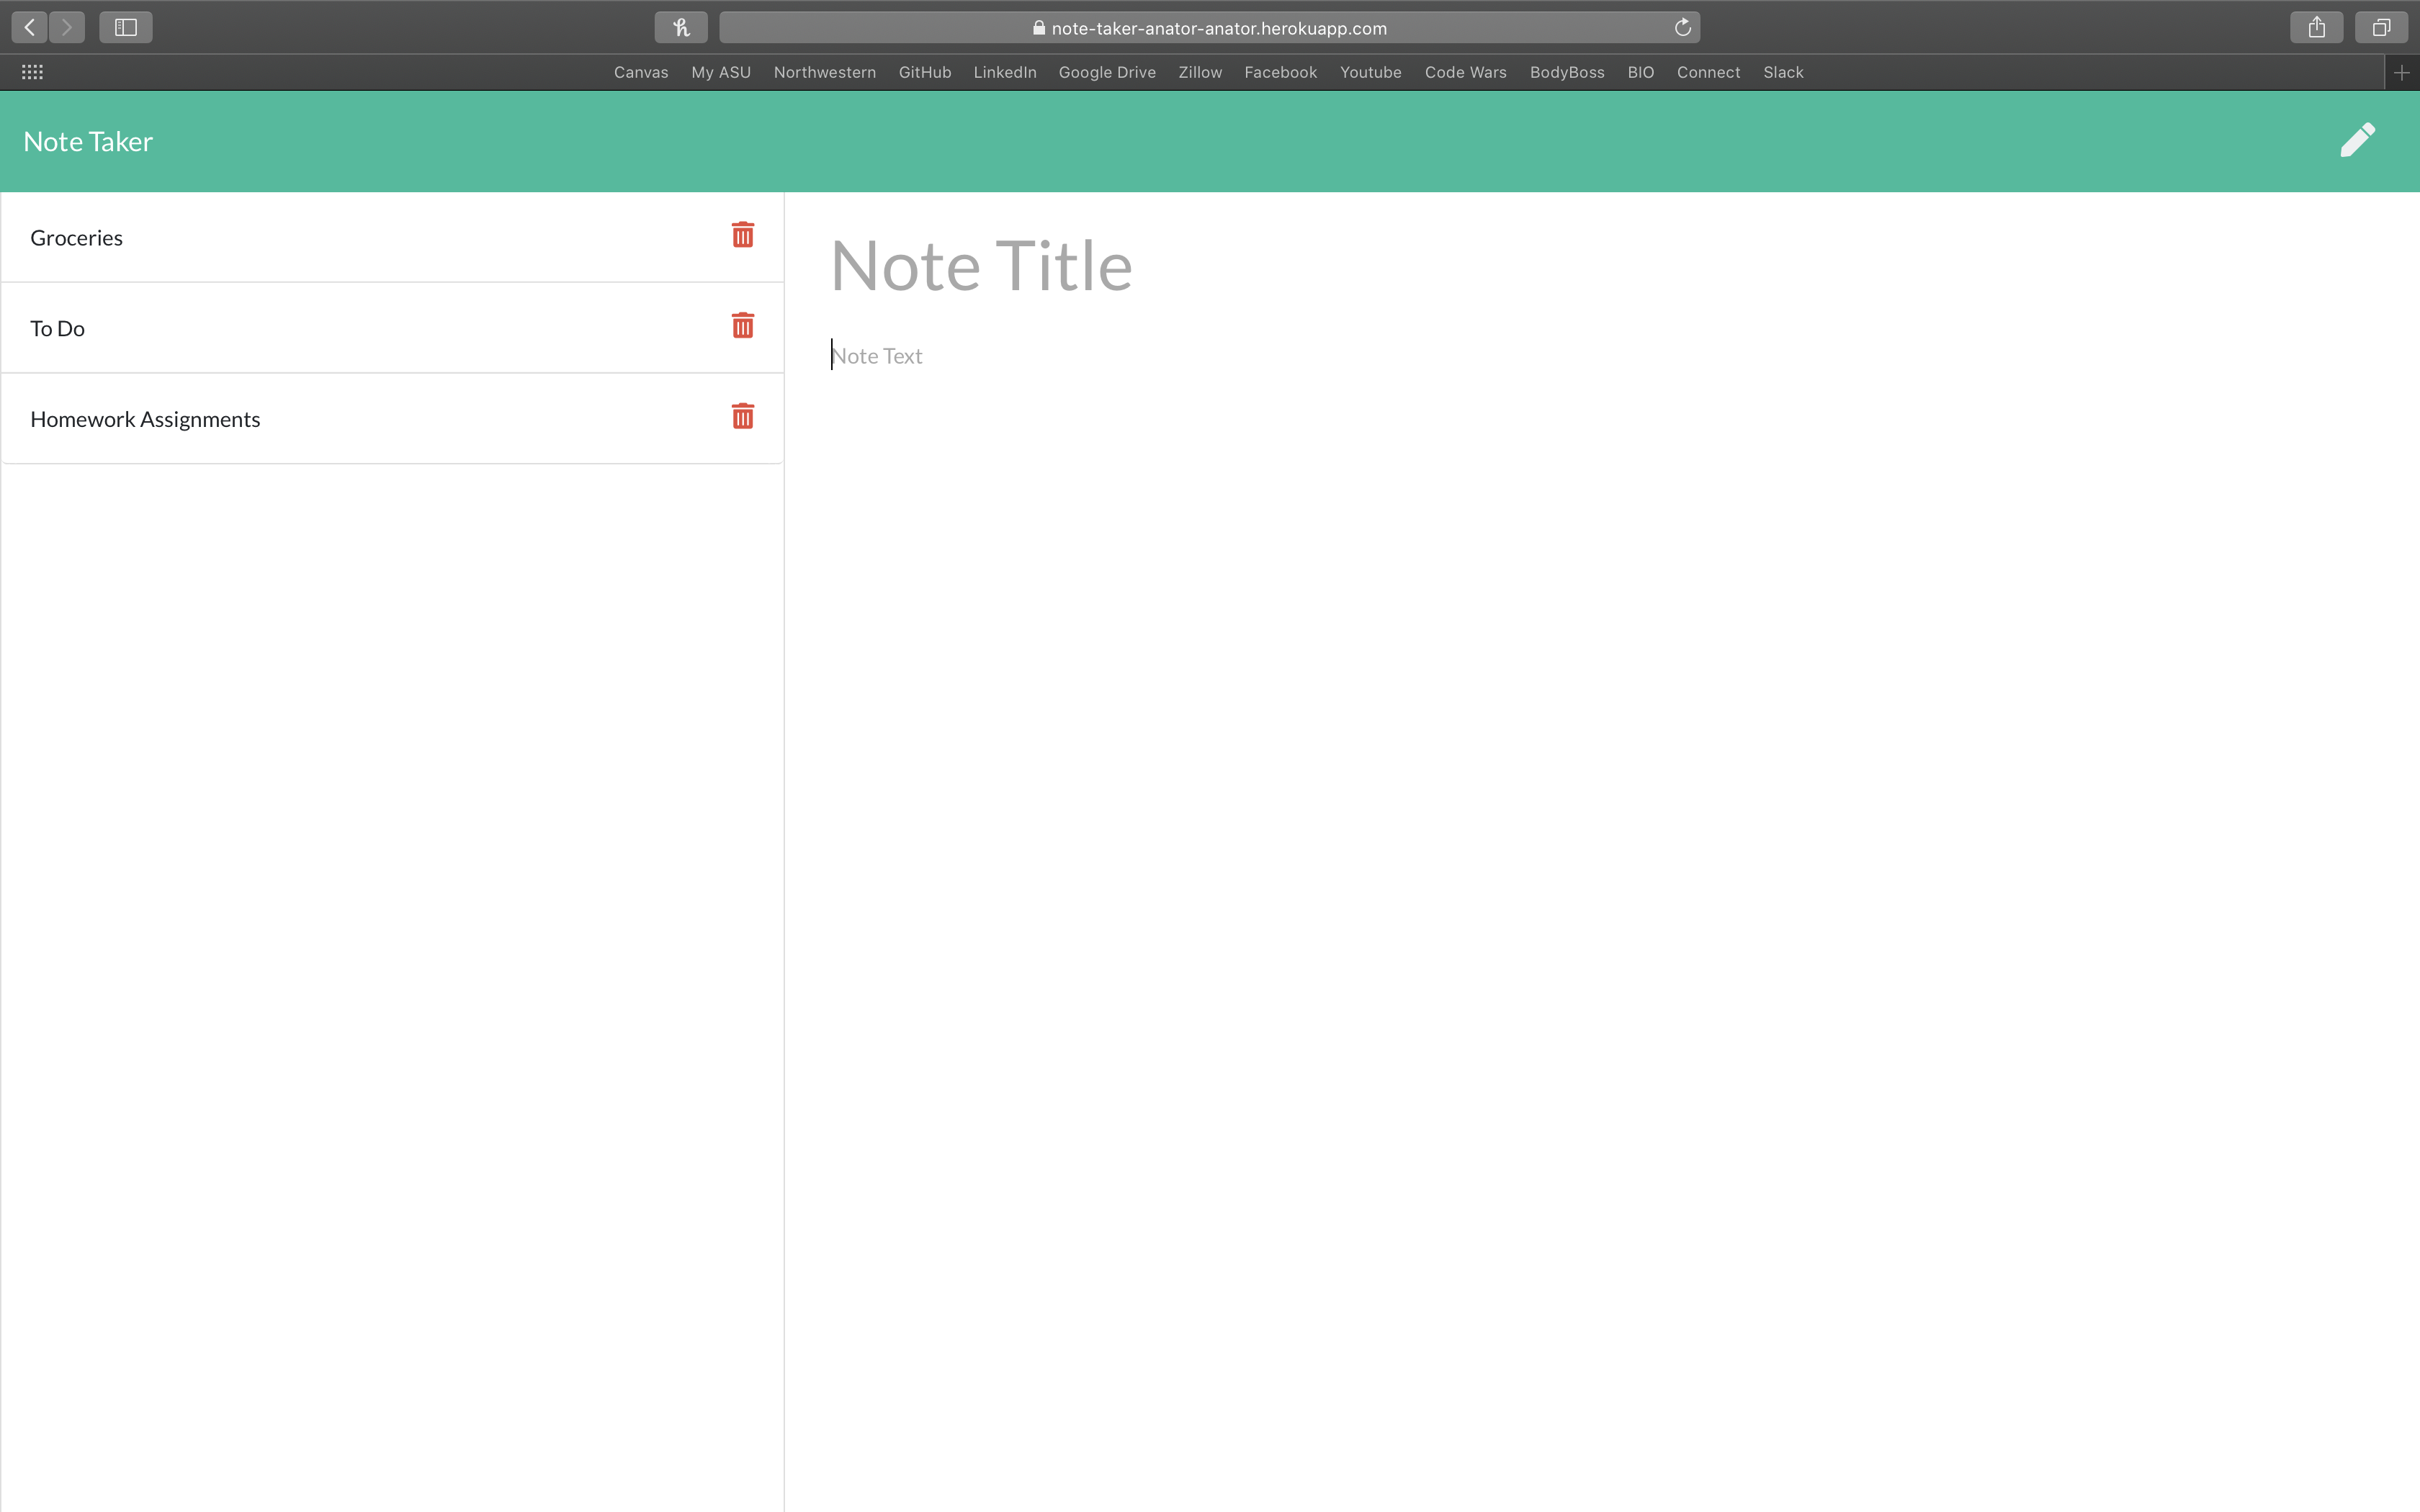 note-taker-anator-anator.herokuapp.com
Canvas My ASU Northwestern GitHub LinkedIn Google Drive Zillow Facebook Youtube Code Wars BodyBoss BIO Connect Slack
Note Taker
Groceries
To Do
Homework Assignments
Note Title
Note Text